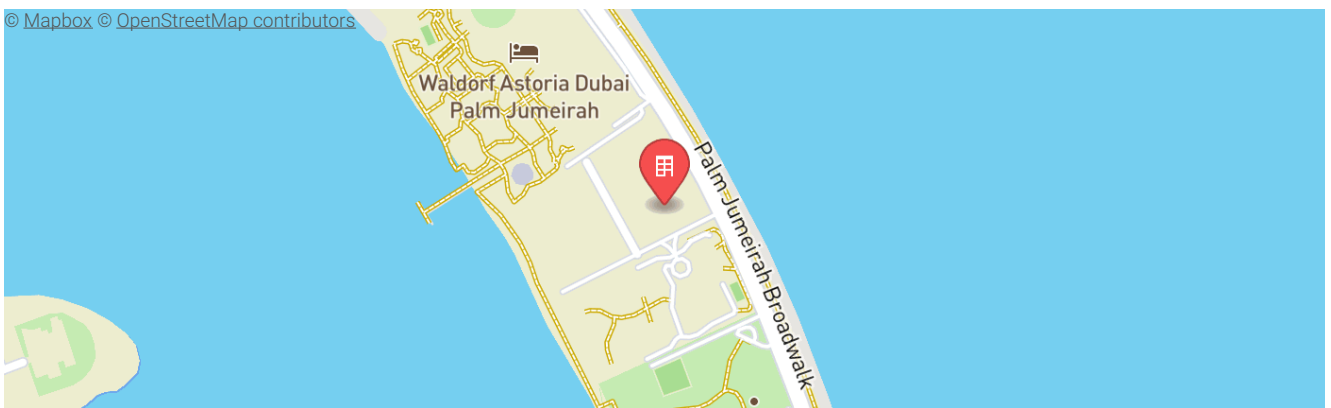 © Mapbox © OpenStreetMap contributors
Waldorf Astoria Dubai
Palm Jumeirah
Palm Jumeirah Broadwalk